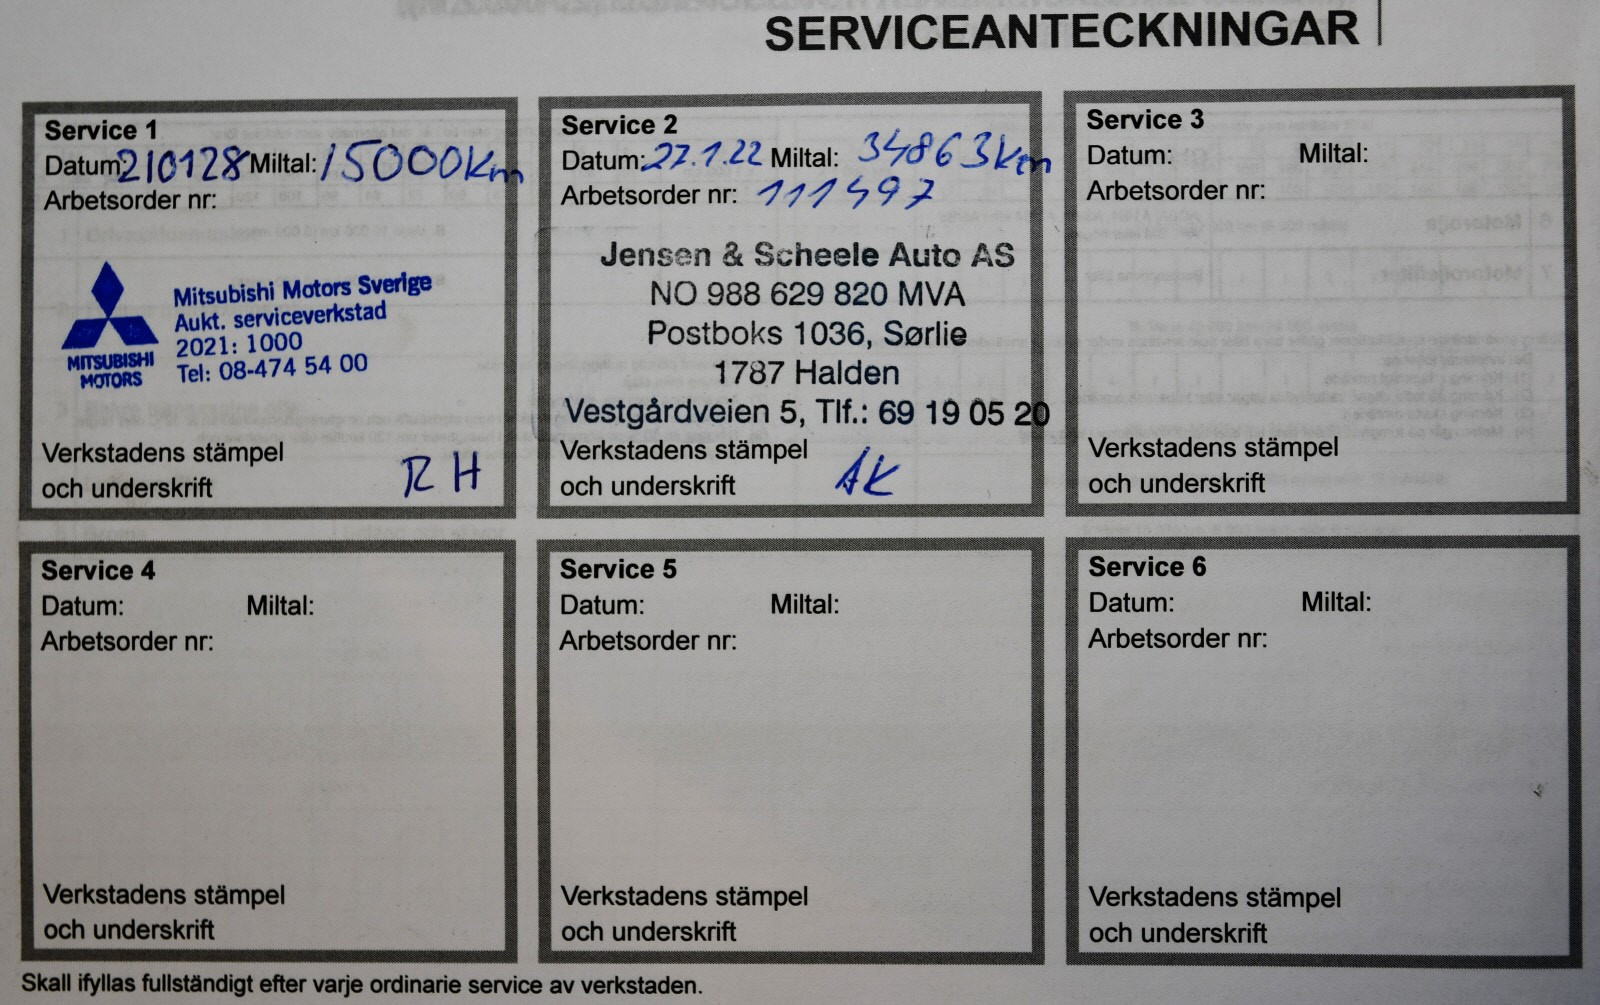 SERVICEANTECKNINGAR
Service 1
Datum: 210128 Miltal: 15000km
Arbetsorder nr:
MITSUBISHI
MOTORS
Mitsubishi Motors Sverige
Aukt. serviceverkstad
2021: 1000
Tel: 08-474 54 00
Verkstadens stämpel
och underskrift RH
Service 2
Datum: 27.1.22 Miltal: 34863km
Arbetsorder nr: 111497
Jensen & Scheele Auto AS
NO 988 629 820 MVA
Postboks 1036, Sørlie
1787 Halden
Vestgårdveien 5, Tlf.: 69 19 05 20
Verkstadens stämpel
och underskrift AK
Service 3
Datum: Miltal:
Arbetsorder nr:
Verkstadens stämpel
och underskrift
Service 4
Datum: Miltal:
Arbetsorder nr:
Verkstadens stämpel
och underskrift
Service 5
Datum: Miltal:
Arbetsorder nr:
Verkstadens stämpel
och underskrift
Service 6
Datum: Miltal:
Arbetsorder nr:
Verkstadens stämpel
och underskrift
Skall ifyllas fullständigt efter varje ordinarie service av verkstaden.